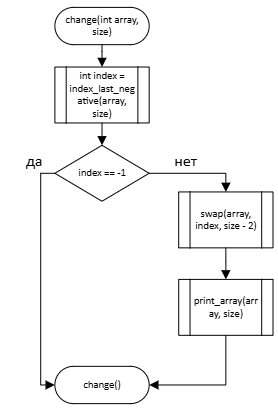 change(int array,
size)
int index =
index_last_neg
ative(array,
size)
да
нет
index == -1
swap(array,
index, size - 2)
print_array(arr
ay, size)
change()